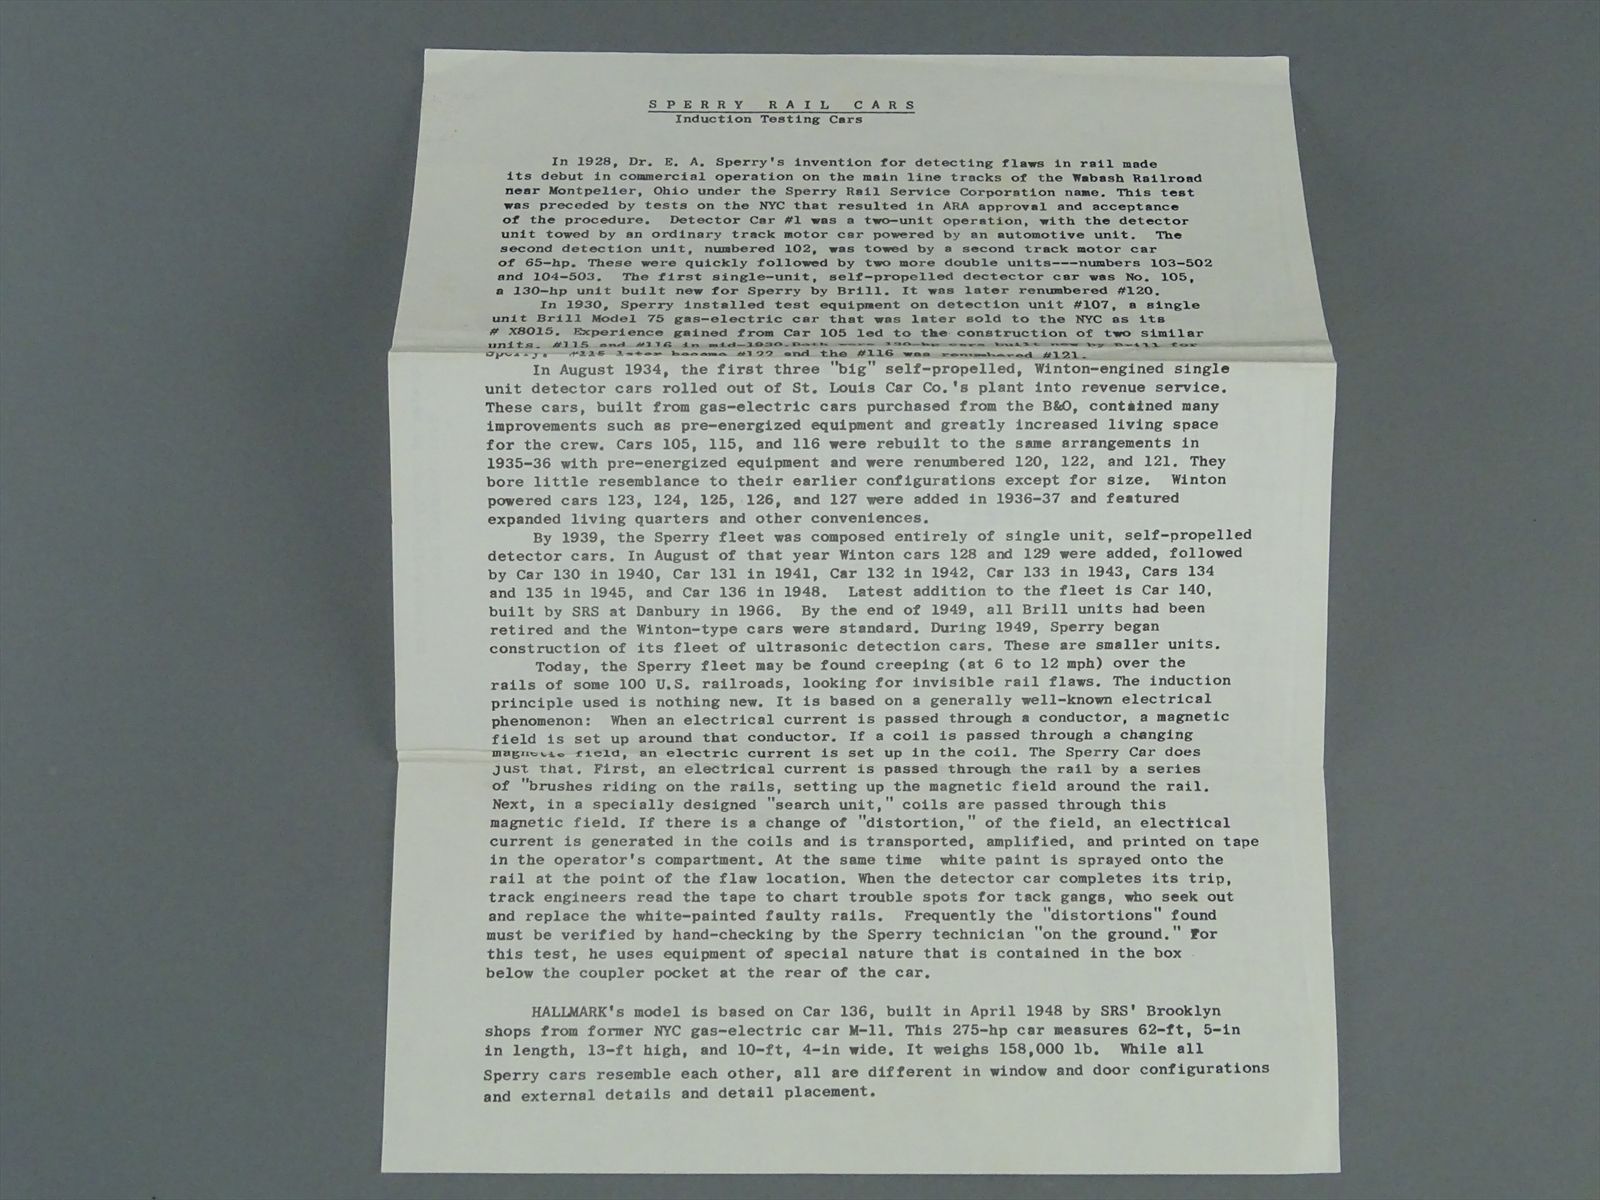 SPERRY RAIL CARS
Induction Testing Cars
In 1928, Dr. E. A. Sperry's invention for detecting flaws in rail made
its debut in commercial operation on the main line tracks of the Wabash Railroad
near Montpelier, Ohio under the Sperry Rail Service Corporation name. This test
was preceded by tests on the NYC that resulted in ARA approval and acceptance
of the procedure. Detector Car #1 was a two-unit operation, with the detector
unit towed by an ordinary track motor car powered by an automotive unit. The
second detection unit, numbered 102, was towed by a second track motor car
of 65-hp. These were quickly followed by two more double units---numbers 103-502
and 104-503. The first single-unit, self-propelled dectector car was No. 105,
a 130-hp unit built new for Sperry by Brill. It was later renumbered #120.
In 1930, Sperry installed test equipment on detection unit #107, a single
unit Brill Model 75 gas-electric car that was later sold to the NYC as its
# X8015. Experience gained from Car 105 led to the construction of two similar
units. #115 and #116 in mid-1930. Both were 130-hp cars built new by Brill for
Sperry. #115 later became #122 and the #116 was renumbered #121.
In August 1934, the first three "big" self-propelled, Winton-engined single
unit detector cars rolled out of St. Louis Car Co.'s plant into revenue service.
These cars, built from gas-electric cars purchased from the B&O, contained many
improvements such as pre-energized equipment and greatly increased living space
for the crew. Cars 105, 115, and 116 were rebuilt to the same arrangements in
1935-36 with pre-energized equipment and were renumbered 120, 122, and 121. They
bore little resemblance to their earlier configurations except for size. Winton
powered cars 123, 124, 125, 126, and 127 were added in 1936-37 and featured
expanded living quarters and other conveniences.
By 1939, the Sperry fleet was composed entirely of single unit, self-propelled
detector cars. In August of that year Winton cars 128 and 129 were added, followed
by Car 130 in 1940, Car 131 in 1941, Car 132 in 1942, Car 133 in 1943, Cars 134
and 135 in 1945, and Car 136 in 1948. Latest addition to the fleet is Car 140,
built by SRS at Danbury in 1966. By the end of 1949, all Brill units had been
retired and the Winton-type cars were standard. During 1949, Sperry began
construction of its fleet of ultrasonic detection cars. These are smaller units.
Today, the Sperry fleet may be found creeping (at 6 to 12 mph) over the
rails of some 100 U.S. railroads, looking for invisible rail flaws. The induction
principle used is nothing new. It is based on a generally well-known electrical
phenomenon: When an electrical current is passed through a conductor, a magnetic
field is set up around that conductor. If a coil is passed through a changing
magnetic field, an electric current is set up in the coil. The Sperry Car does
just that. First, an electrical current is passed through the rail by a series
of "brushes riding on the rails, setting up the magnetic field around the rail.
Next, in a specially designed "search unit," coils are passed through this
magnetic field. If there is a change of "distortion," of the field, an electrical
current is generated in the coils and is transported, amplified, and printed on tape
in the operator's compartment. At the same time white paint is sprayed onto the
rail at the point of the flaw location. When the detector car completes its trip,
track engineers read the tape to chart trouble spots for tack gangs, who seek out
and replace the white-painted faulty rails. Frequently the "distortions" found
must be verified by hand-checking by the Sperry technician "on the ground." For
this test, he uses equipment of special nature that is contained in the box
below the coupler pocket at the rear of the car.
HALLMARK's model is based on Car 136, built in April 1948 by SRS' Brooklyn
shops from former NYC gas-electric car M-11. This 275-hp car measures 62-ft, 5-in
in length, 13-ft high, and 10-ft, 4-in wide. It weighs 158,000 lb. While all
Sperry cars resemble each other, all are different in window and door configurations
and external details and detail placement.